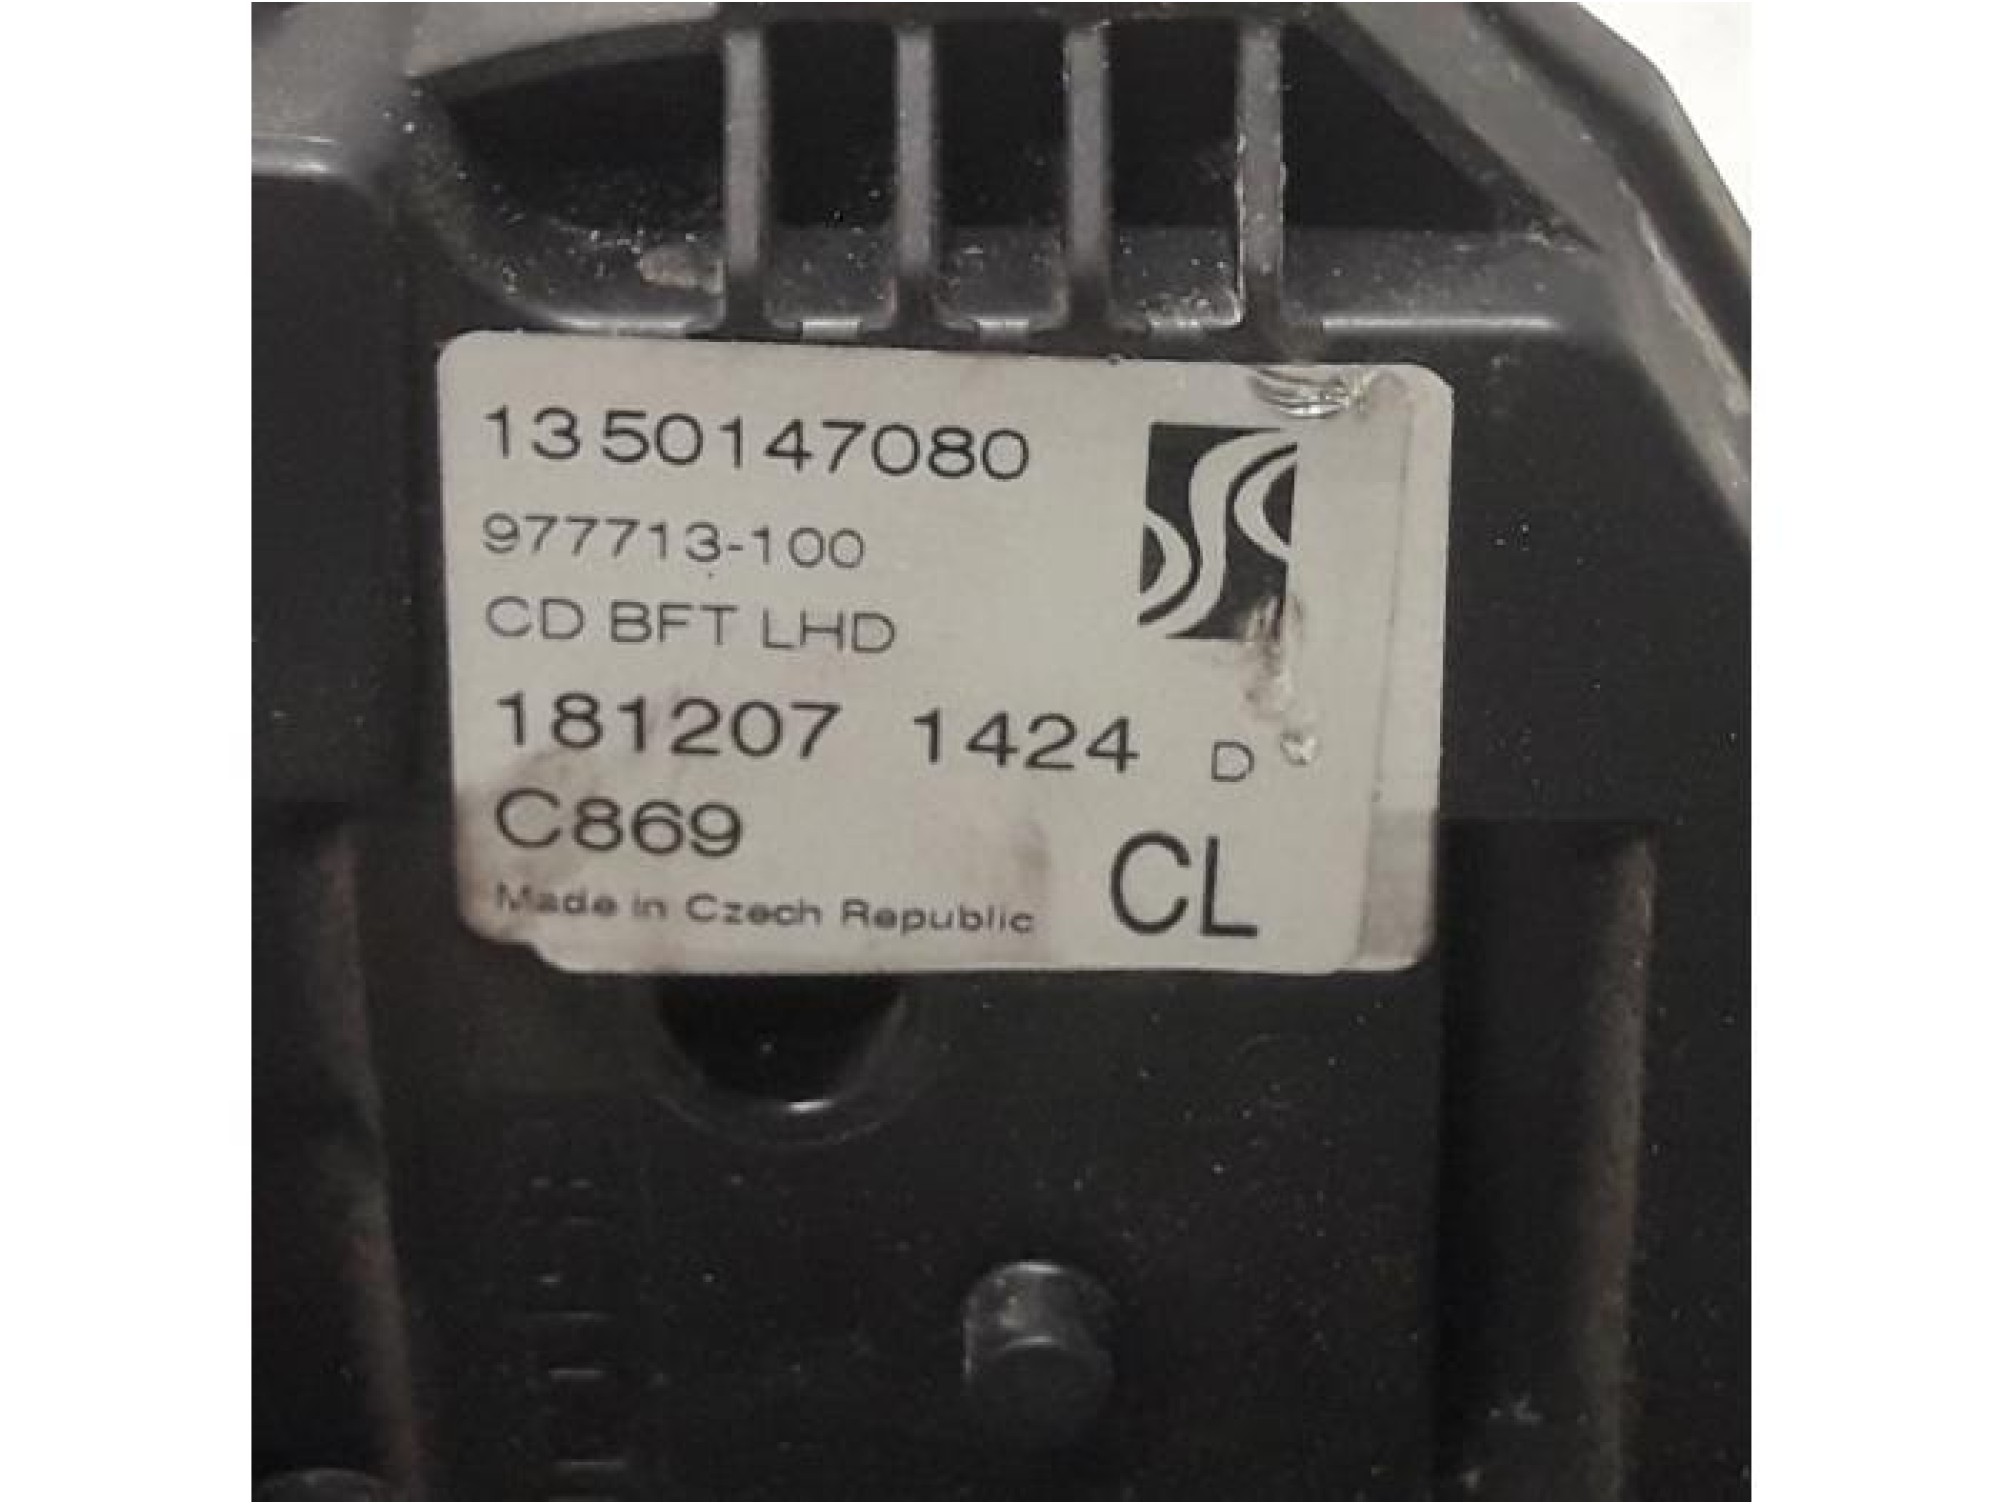 1350147080
977713-100
CD BFT LHD
181207 1424 D
C869
CL
Made in Czech Republic